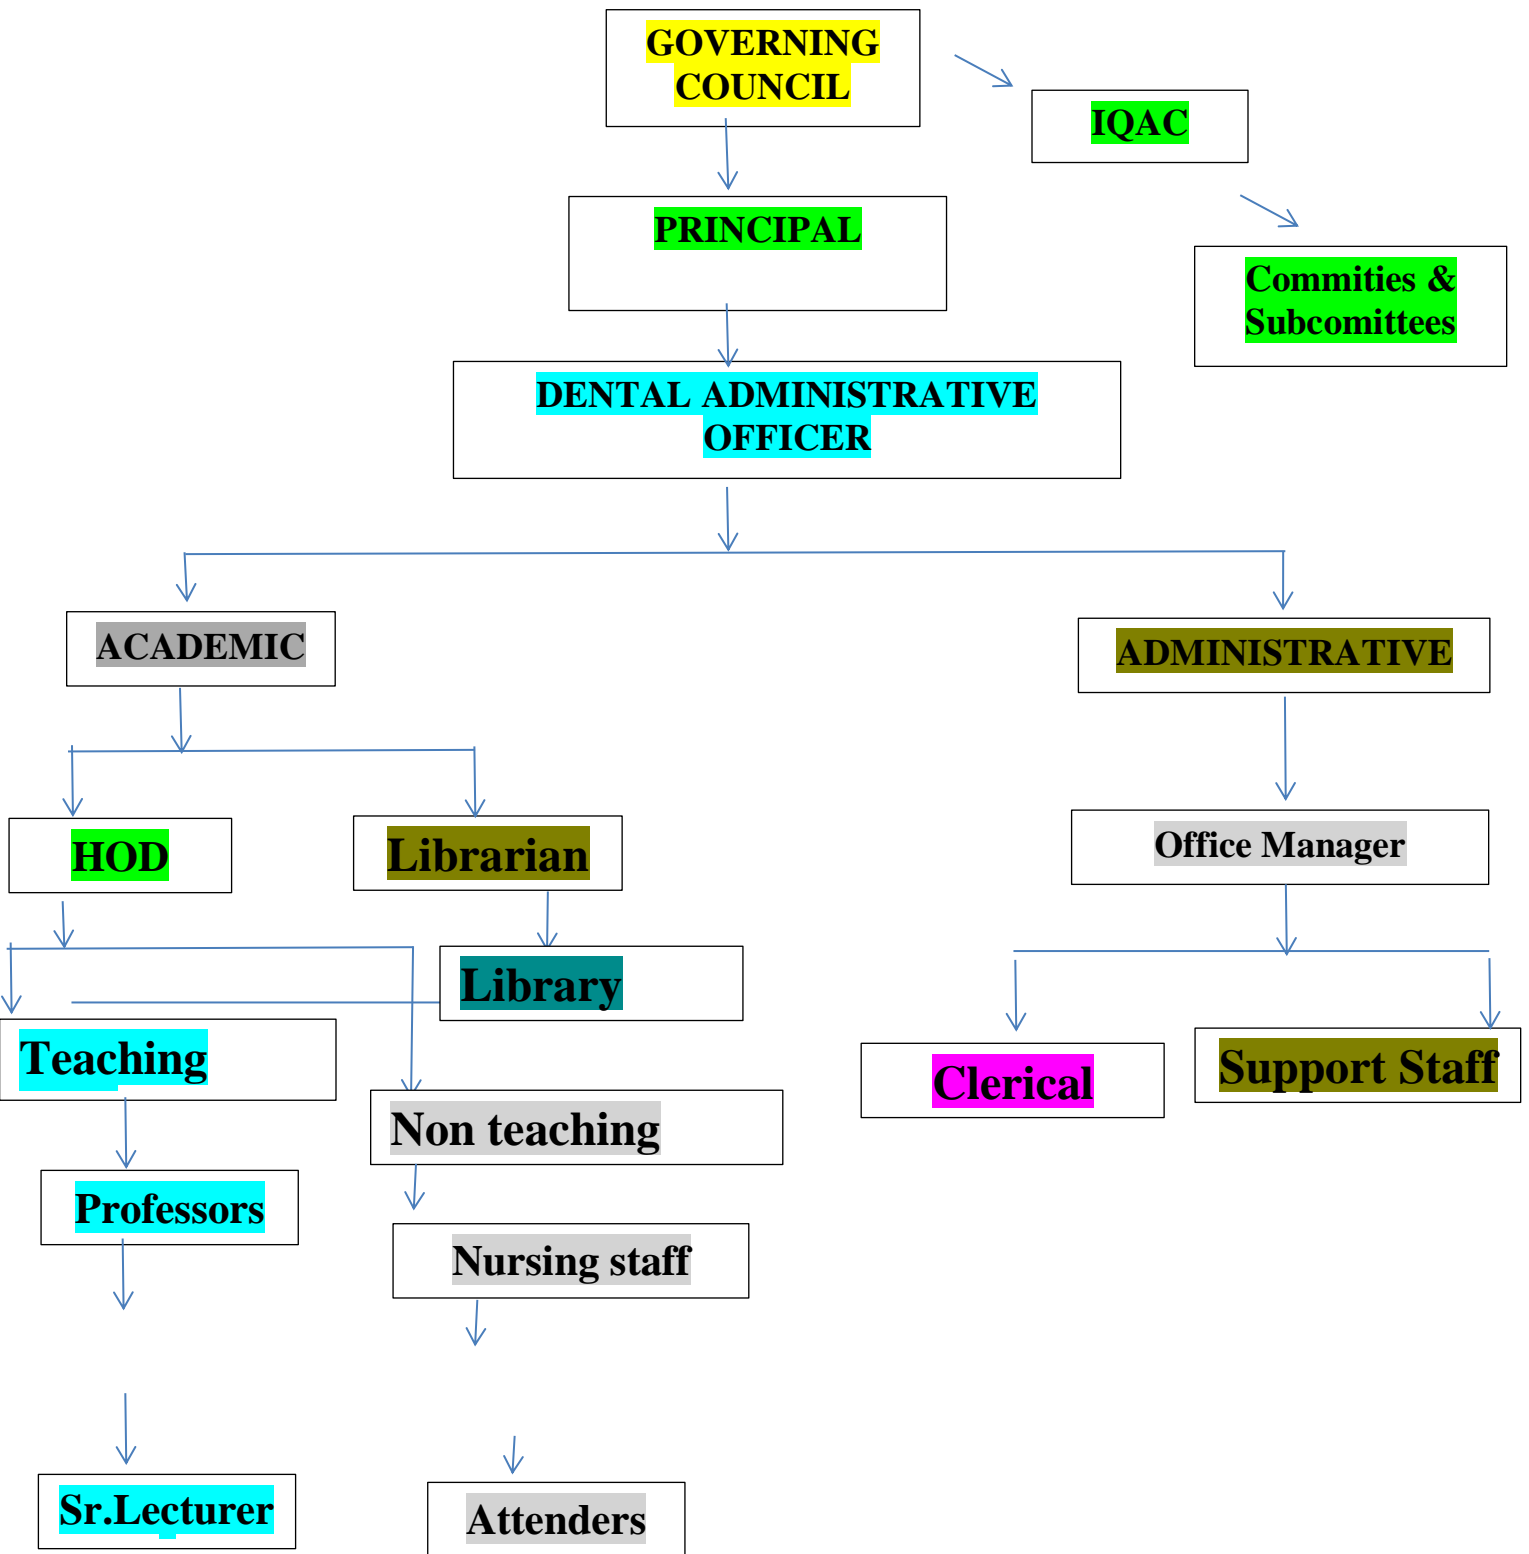 GOVERNING
COUNCIL
IQAC
PRINCIPAL
Commities &
Subcomittees
DENTAL ADMINISTRATIVE
OFFICER
ACADEMIC
ADMINISTRATIVE
HOD
Librarian
Office Manager
Library
Teaching
Clerical
Support Staff
Non teaching
Professors
Nursing staff
Sr.Lecturer
Attenders